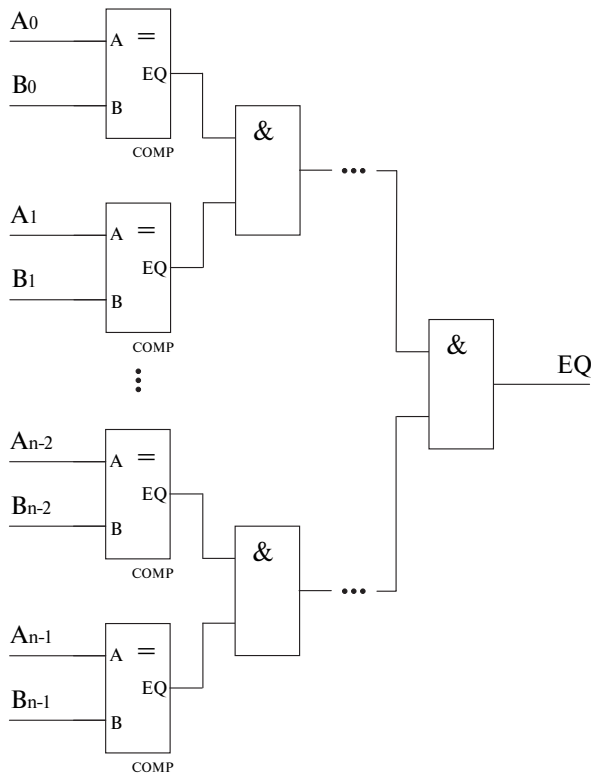 A0
A =
EQ
B0
B
COMP
&
•••
A1
A =
EQ
B1
B
COMP
&
EQ
An-2
A =
EQ
Bn-2
B
COMP
&
•••
An-1
A =
EQ
Bn-1
B
COMP